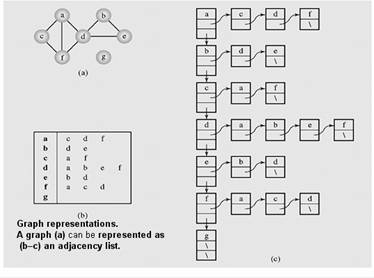 a b
c d e
f g
(a)
a c d f
b d e
c a f
d a b e f
e b d
f a c d
g
(b)
Graph representations.
A graph (a) can be represented as
(b–c) an adjacency list.
a c d f
\
b d e
\
c a f
\
d a b e f
\
e b d
\
f a c d
\
g
\
\
(c)